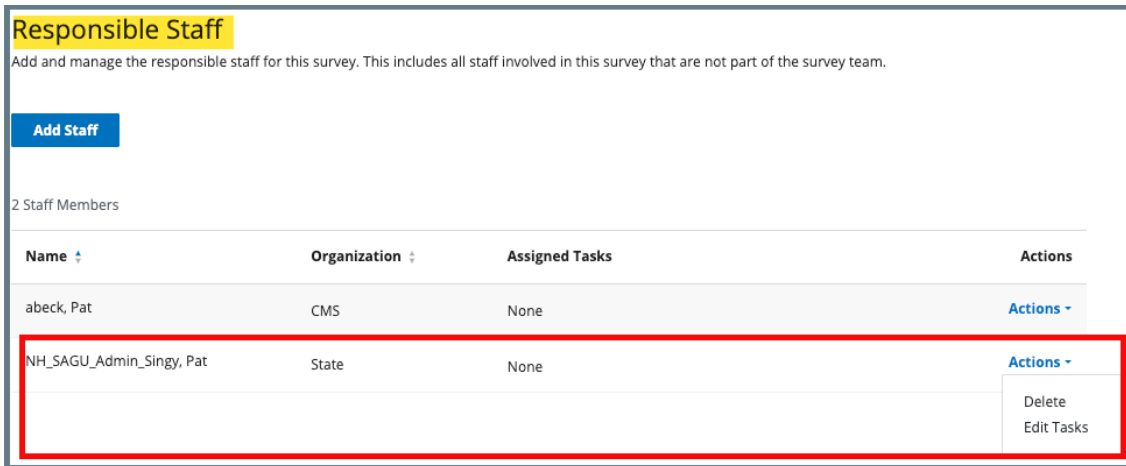 Responsible Staff
Add and manage the responsible staff for this survey. This includes all staff involved in this survey that are not part of the survey team.
Add Staff
2 Staff Members
Name Organization Assigned Tasks Actions
abeck, Pat CMS None Actions
NH_SAGU_Admin_Singy, Pat State None Actions
Delete
Edit Tasks